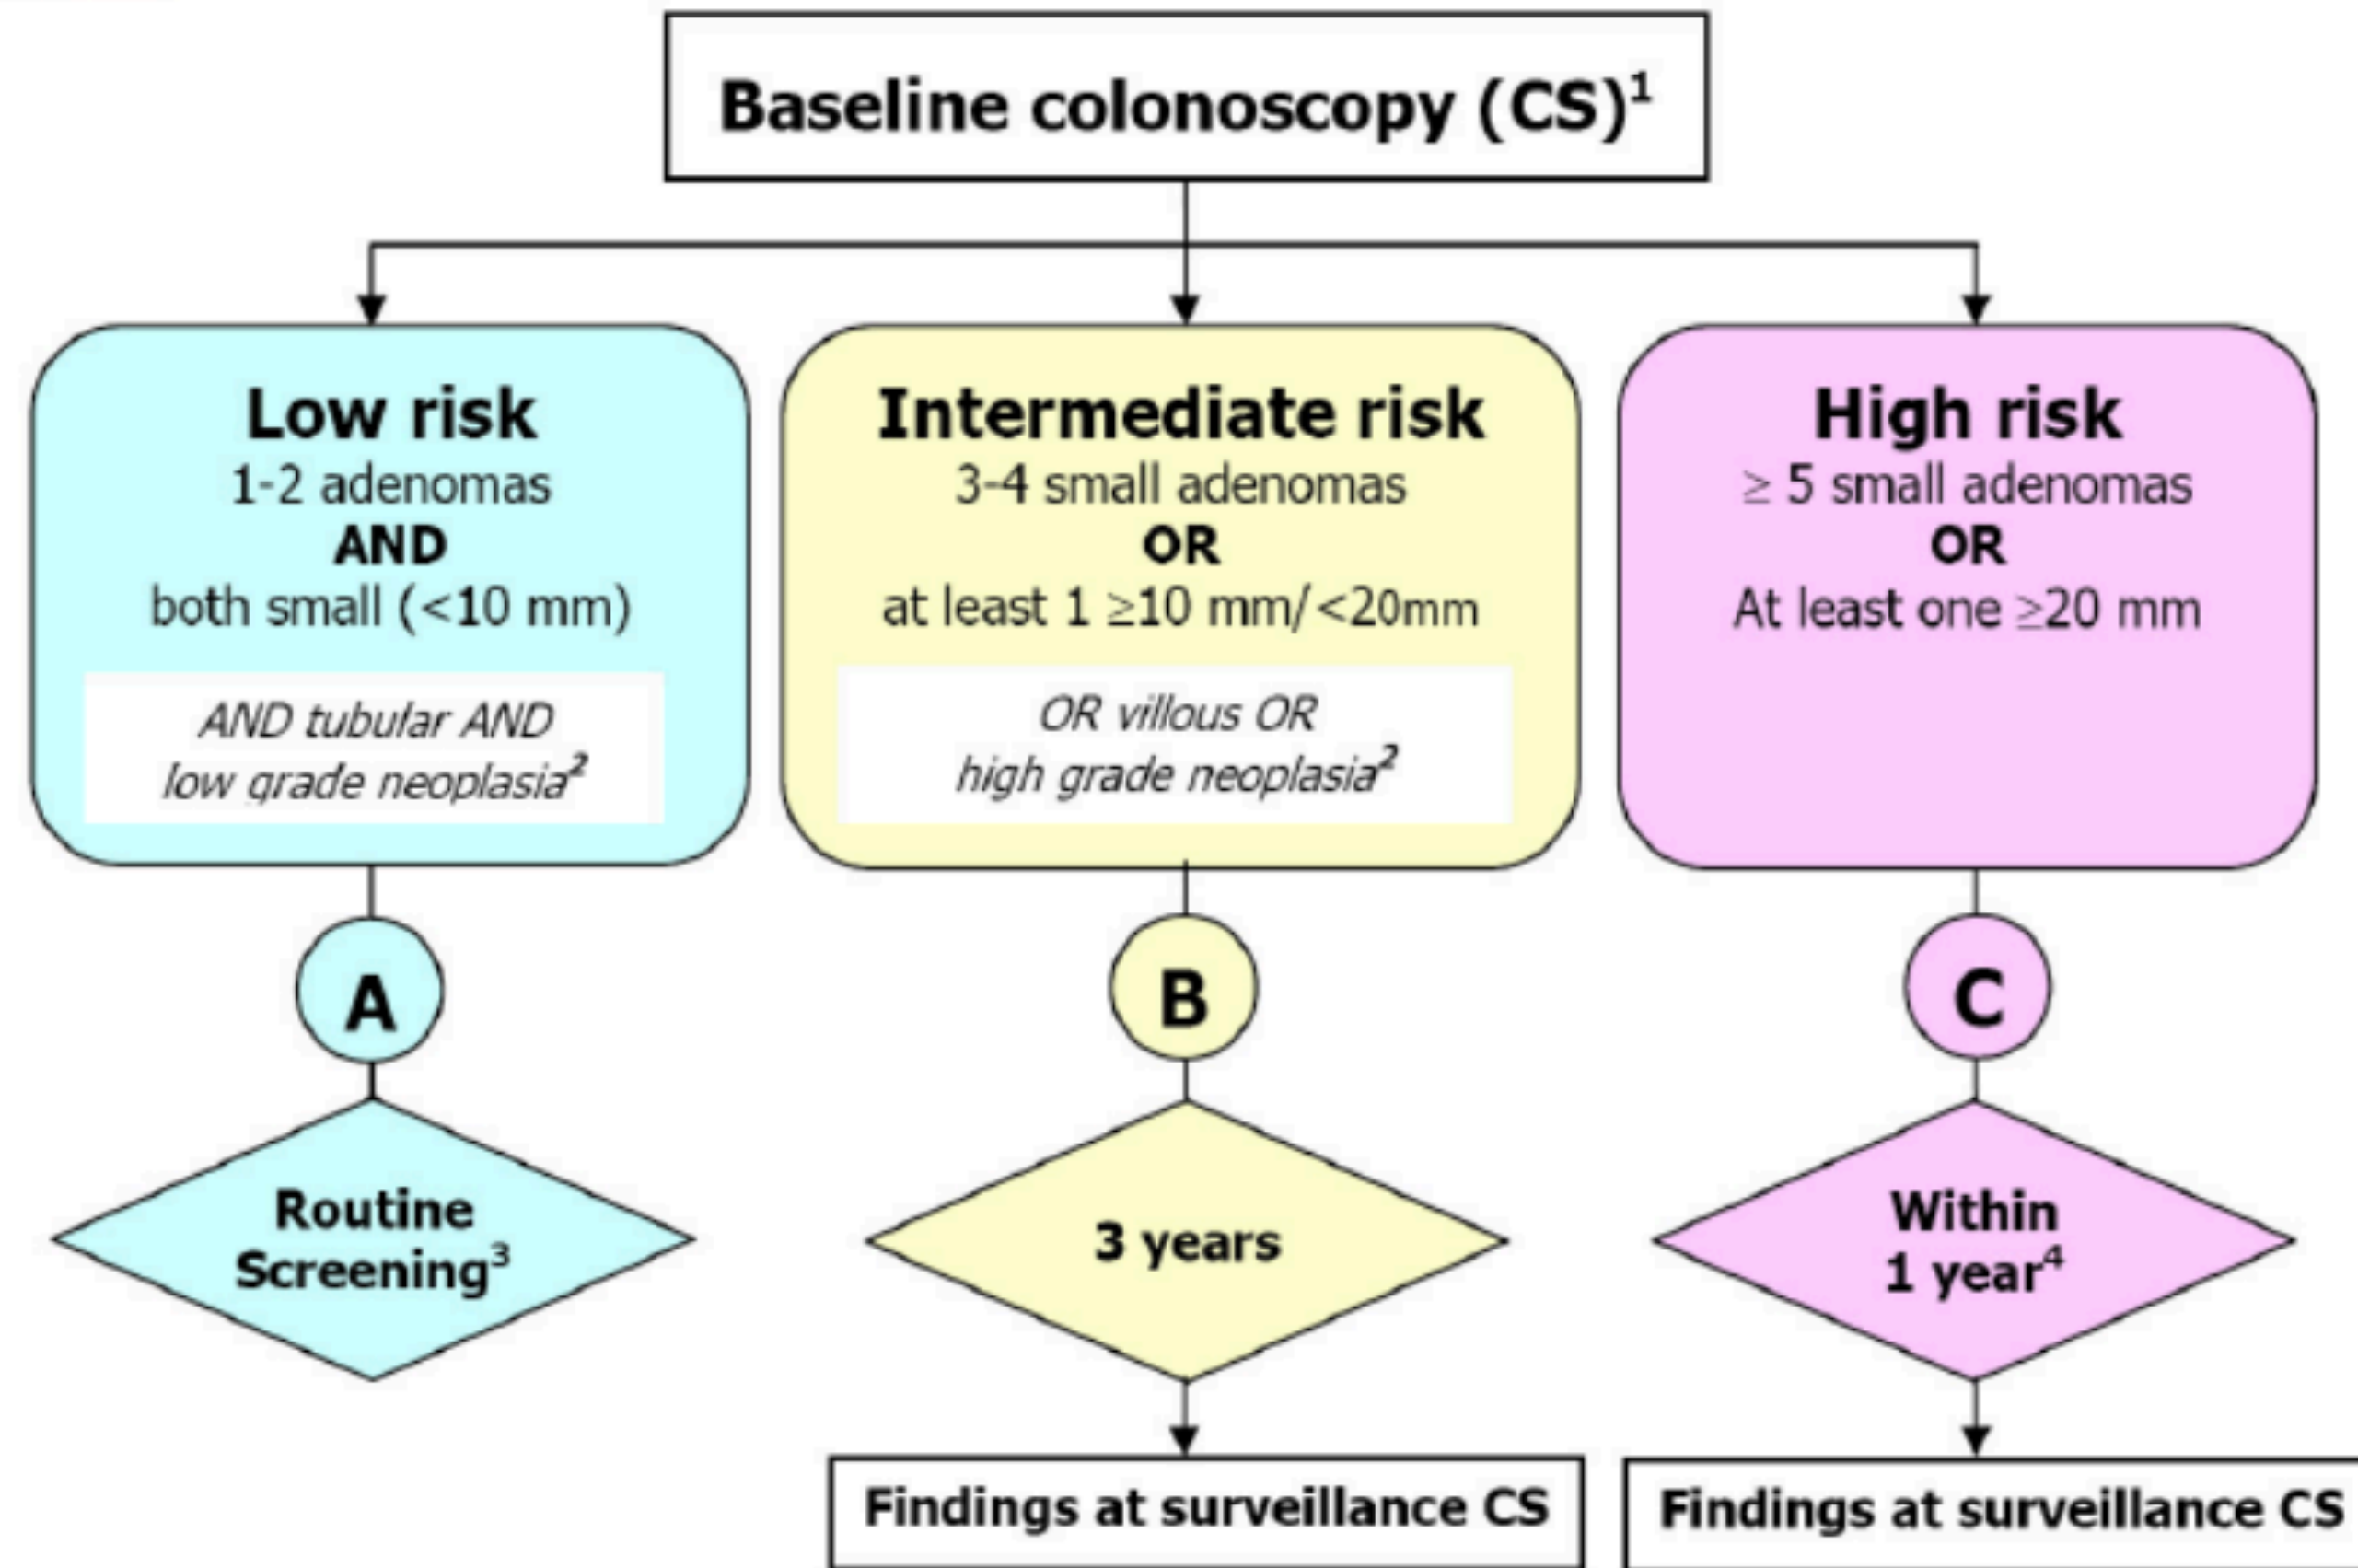 Baseline colonoscopy (CS)¹
Low risk
1-2 adenomas
AND
both small (<10 mm)
AND tubular AND
low grade neoplasia²
Intermediate risk
3-4 small adenomas
OR
at least 1 ≥10 mm/<20mm
OR villous OR
high grade neoplasia²
High risk
≥ 5 small adenomas
OR
At least one ≥20 mm
A
B
C
Routine
Screening³
3 years
Within
1 year⁴
Findings at surveillance CS
Findings at surveillance CS